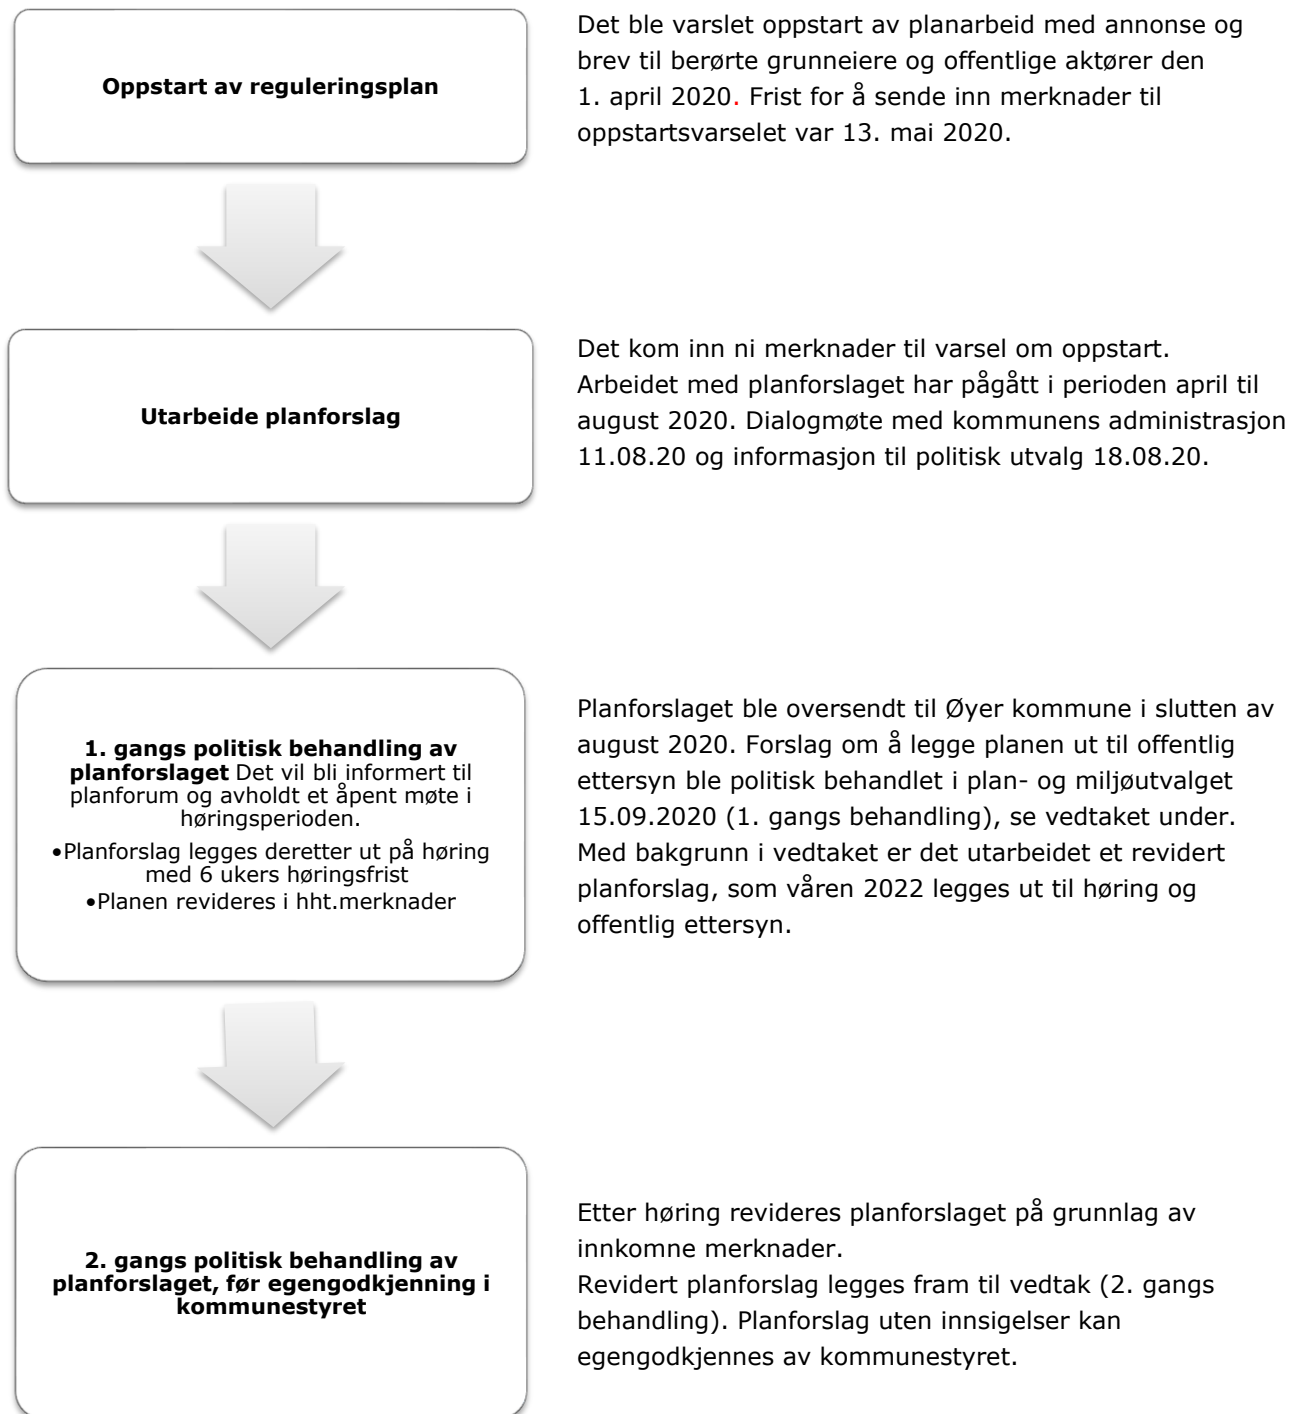 Oppstart av reguleringsplan
Det ble varslet oppstart av planarbeid med annonse og
brev til berørte grunneiere og offentlige aktører den
1. april 2020. Frist for å sende inn merknader til
oppstartsvarselet var 13. mai 2020.
Utarbeide planforslag
Det kom inn ni merknader til varsel om oppstart.
Arbeidet med planforslaget har pågått i perioden april til
august 2020. Dialogmøte med kommunens administrasjon
11.08.20 og informasjon til politisk utvalg 18.08.20.
1. gangs politisk behandling av
planforslaget Det vil bli informert til
planforum og avholdt et åpent møte i
høringsperioden.
•Planforslag legges deretter ut på høring
med 6 ukers høringsfrist
•Planen revideres i hht.merknader
Planforslaget ble oversendt til Øyer kommune i slutten av
august 2020. Forslag om å legge planen ut til offentlig
ettersyn ble politisk behandlet i plan- og miljøutvalget
15.09.2020 (1. gangs behandling), se vedtaket under.
Med bakgrunn i vedtaket er det utarbeidet et revidert
planforslag, som våren 2022 legges ut til høring og
offentlig ettersyn.
2. gangs politisk behandling av
planforslaget, før egengodkjenning i
kommunestyret
Etter høring revideres planforslaget på grunnlag av
innkomne merknader.
Revidert planforslag legges fram til vedtak (2. gangs
behandling). Planforslag uten innsigelser kan
egengodkjennes av kommunestyret.